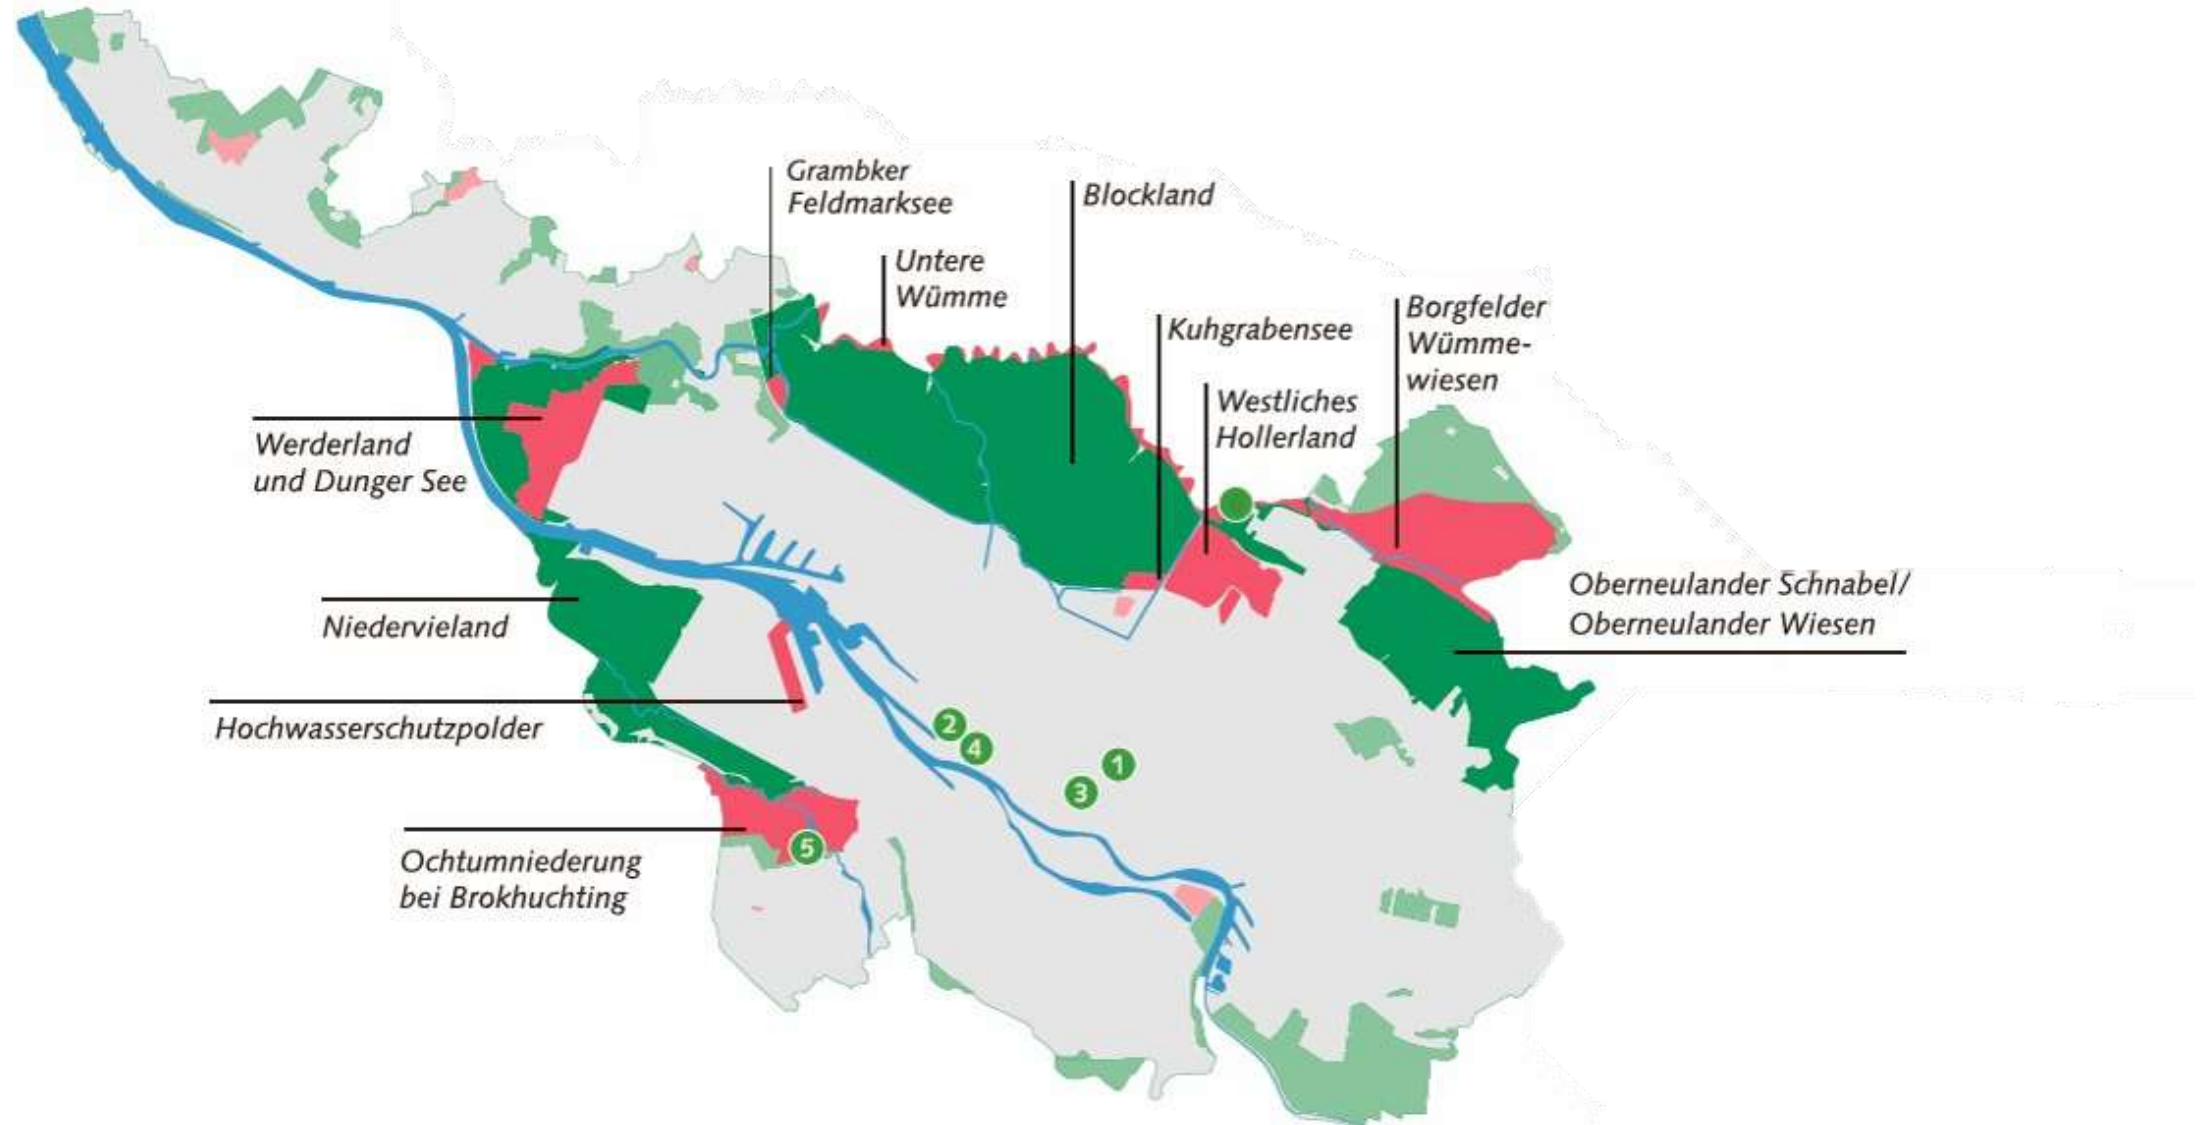 Grambker
Feldmarksee
Blockland
Untere
Wümme
Kuhgrabensee
Borgfelder
Wümme-
wiesen
Westliches
Hollerland
Werderland
und Dunger See
Oberneulander Schnabel/
Oberneulander Wiesen
Niedervieland
Hochwasserschutzpolder
2
4
1
3
5
Ochtumniederung
bei Brokhuchting